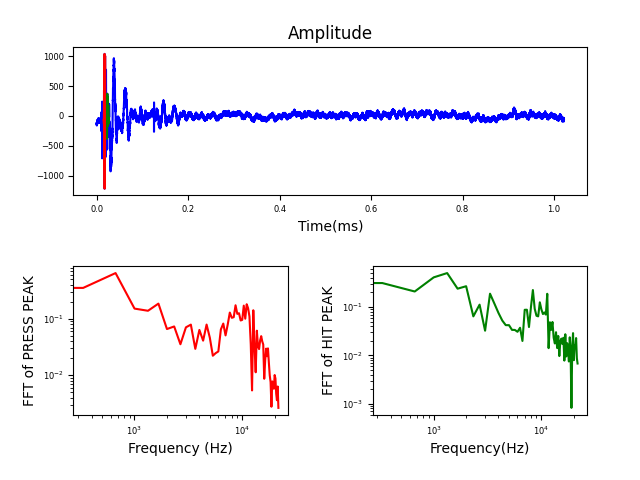 Amplitude
1000
500
0
−500
−1000
0.0 0.2 0.4 0.6 0.8 1.0
Time(ms)
FFT of PRESS PEAK
10⁻¹
10⁻²
10³ 10⁴
Frequency (Hz)
FFT of HIT PEAK
10⁻¹
10⁻²
10⁻³
10³ 10⁴
Frequency(Hz)